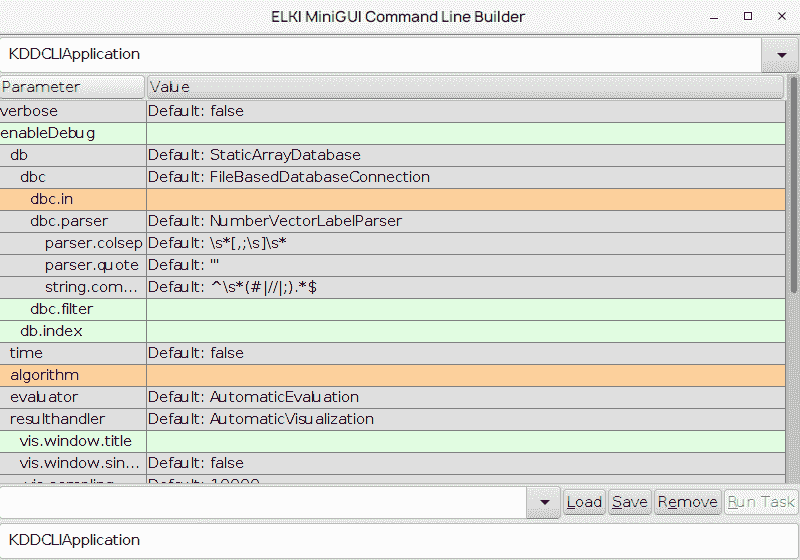 ELKI MiniGUI Command Line Builder
KDDCLIApplication
Parameter Value
verbose Default: false
enableDebug
db Default: StaticArrayDatabase
dbc Default: FileBasedDatabaseConnection
dbc.in
dbc.parser Default: NumberVectorLabelParser
parser.colsep Default: \s*[,;\s]\s*
parser.quote Default: "'
string.com... Default: ^\s*(#|//|;).*$
dbc.filter
db.index
time Default: false
algorithm
evaluator Default: AutomaticEvaluation
resulthandler Default: AutomaticVisualization
vis.window.title
vis.window.sin... Default: false
vis.sampling Default: 10000
Load Save Remove Run Task
KDDCLIApplication